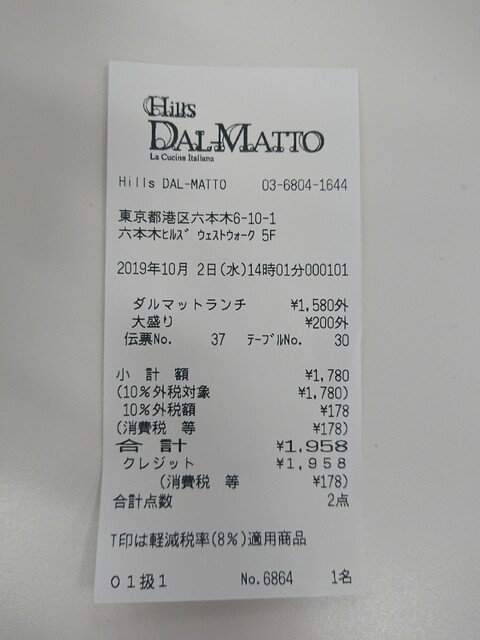 Hills
DAL-MATTO
La Cucina Italiana
Hills DAL-MATTO 03-6804-1644
東京都港区六本木6-10-1
六本木ﾋﾙｽﾞ ｳｪｽﾄｳｫｰｸ 5F
2019年10月 2日(水)14時01分000101
ダルマットランチ ¥1,580外
大盛り ¥200外
伝票No. 37 ﾃｰﾌﾞﾙNo. 30
小 計 額 ¥1,780
(10%外税対象 ¥1,780)
10%外税額 ¥178
(消費税 等 ¥178)
合 計 ¥1,958
クレジット ¥1,958
(消費税 等 ¥178)
合計点数 2点
T印は軽減税率(8%)適用商品
01扱1 No.6864 1名